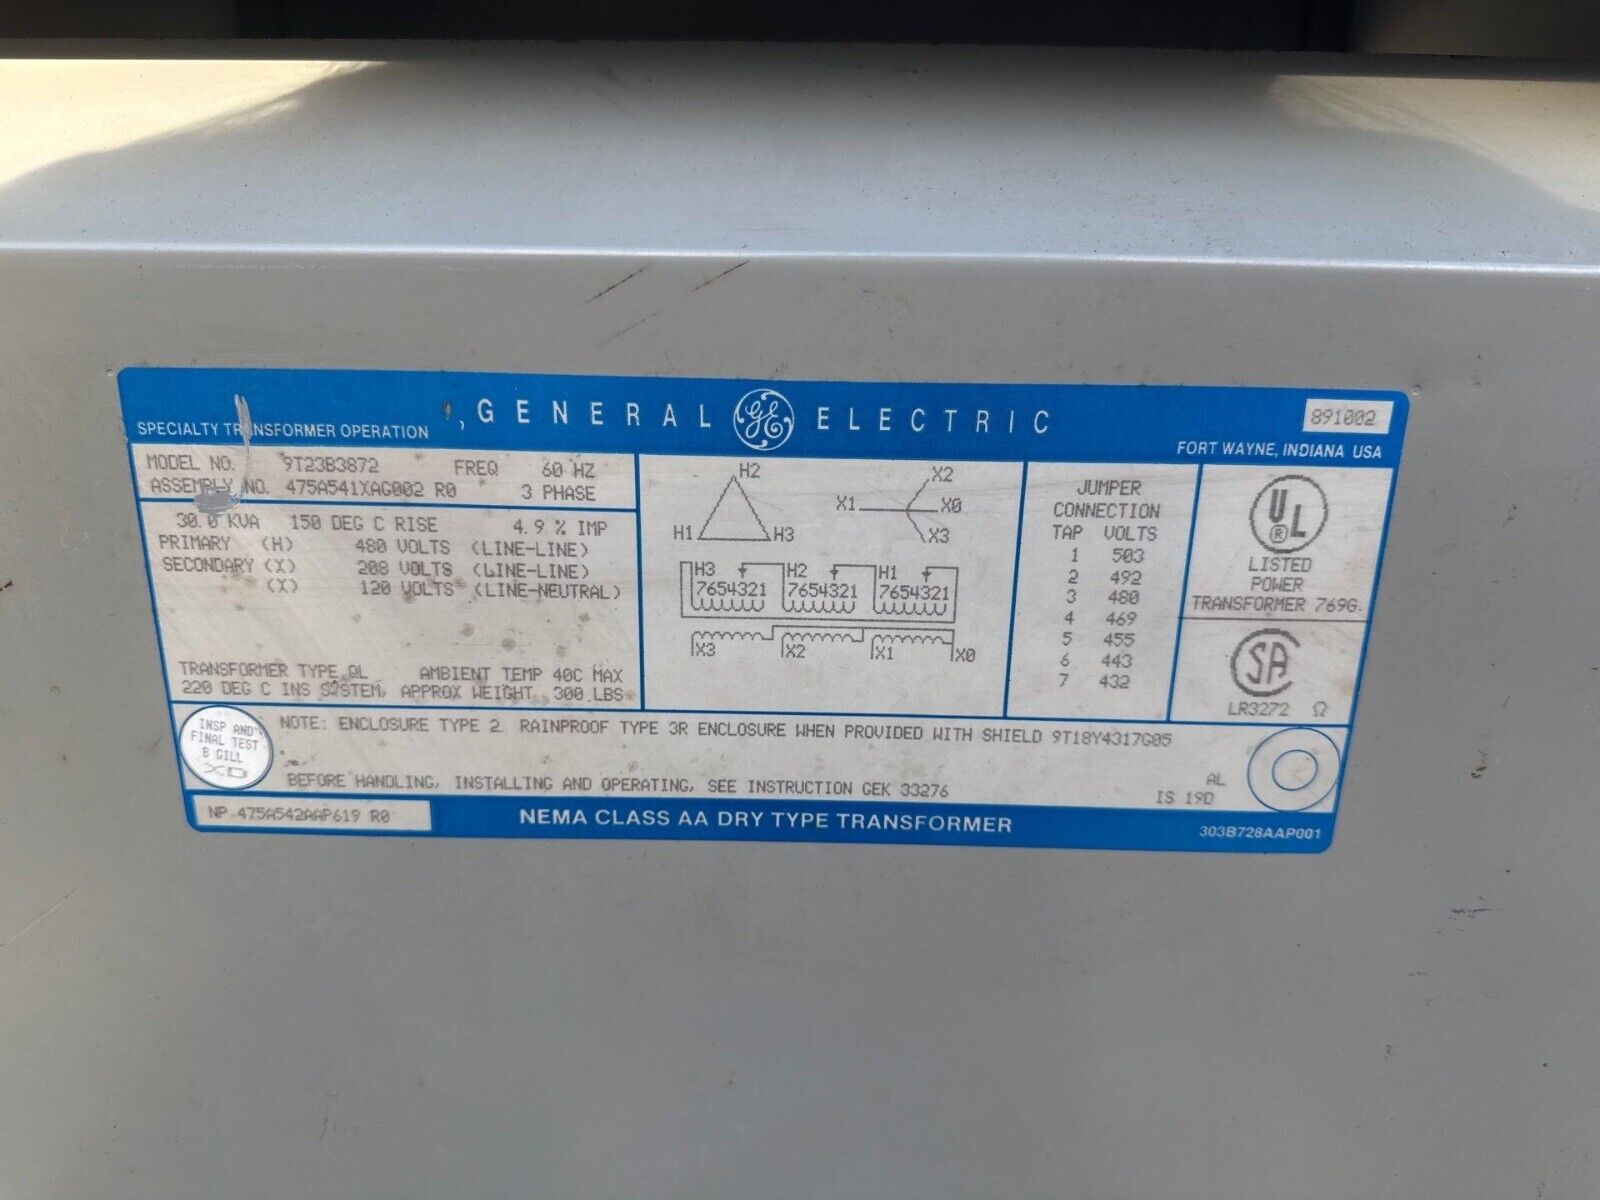 GENERAL GE ELECTRIC
891002
SPECIALTY TRANSFORMER OPERATION
FORT WAYNE, INDIANA USA
MODEL NO. 9T23B3872 FREQ 60 HZ
ASSEMBLY NO. 475A541XAG002 R0 3 PHASE
30.0 KVA 150 DEG C RISE 4.9 % IMP
PRIMARY (H) 480 VOLTS (LINE-LINE)
SECONDARY (X) 208 VOLTS (LINE-LINE)
(X) 120 VOLTS (LINE-NEUTRAL)
TRANSFORMER TYPE QL AMBIENT TEMP 40C MAX
220 DEG C INS SYSTEM, APPROX WEIGHT 300 LBS
H2
H1 H3
X2
X1 X0
X3
H3 H2 H1
7654321 7654321 7654321
X3 X2 X1 X0
JUMPER
CONNECTION
TAP VOLTS
1 503
2 492
3 480
4 469
5 455
6 443
7 432
UL ®
LISTED
POWER
TRANSFORMER 769G.
SA
LR3272 Ω
INSP AND
FINAL TEST
B GILL
XD
NOTE: ENCLOSURE TYPE 2. RAINPROOF TYPE 3R ENCLOSURE WHEN PROVIDED WITH SHIELD 9T18Y4317G05
BEFORE HANDLING, INSTALLING AND OPERATING, SEE INSTRUCTION GEK 33276
AL
IS 19D
NP 475A542AAP619 R0
NEMA CLASS AA DRY TYPE TRANSFORMER
303B728AAP001